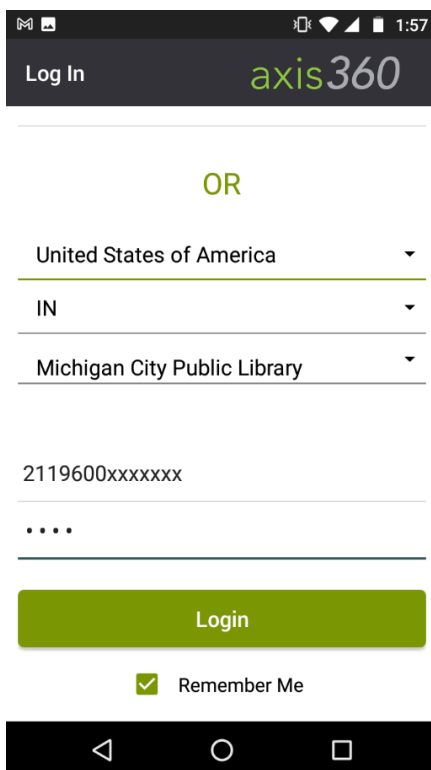 1:57
Log In
axis360
OR
United States of America
IN
Michigan City Public Library
2119600xxxxxxx
••••
Login
Remember Me